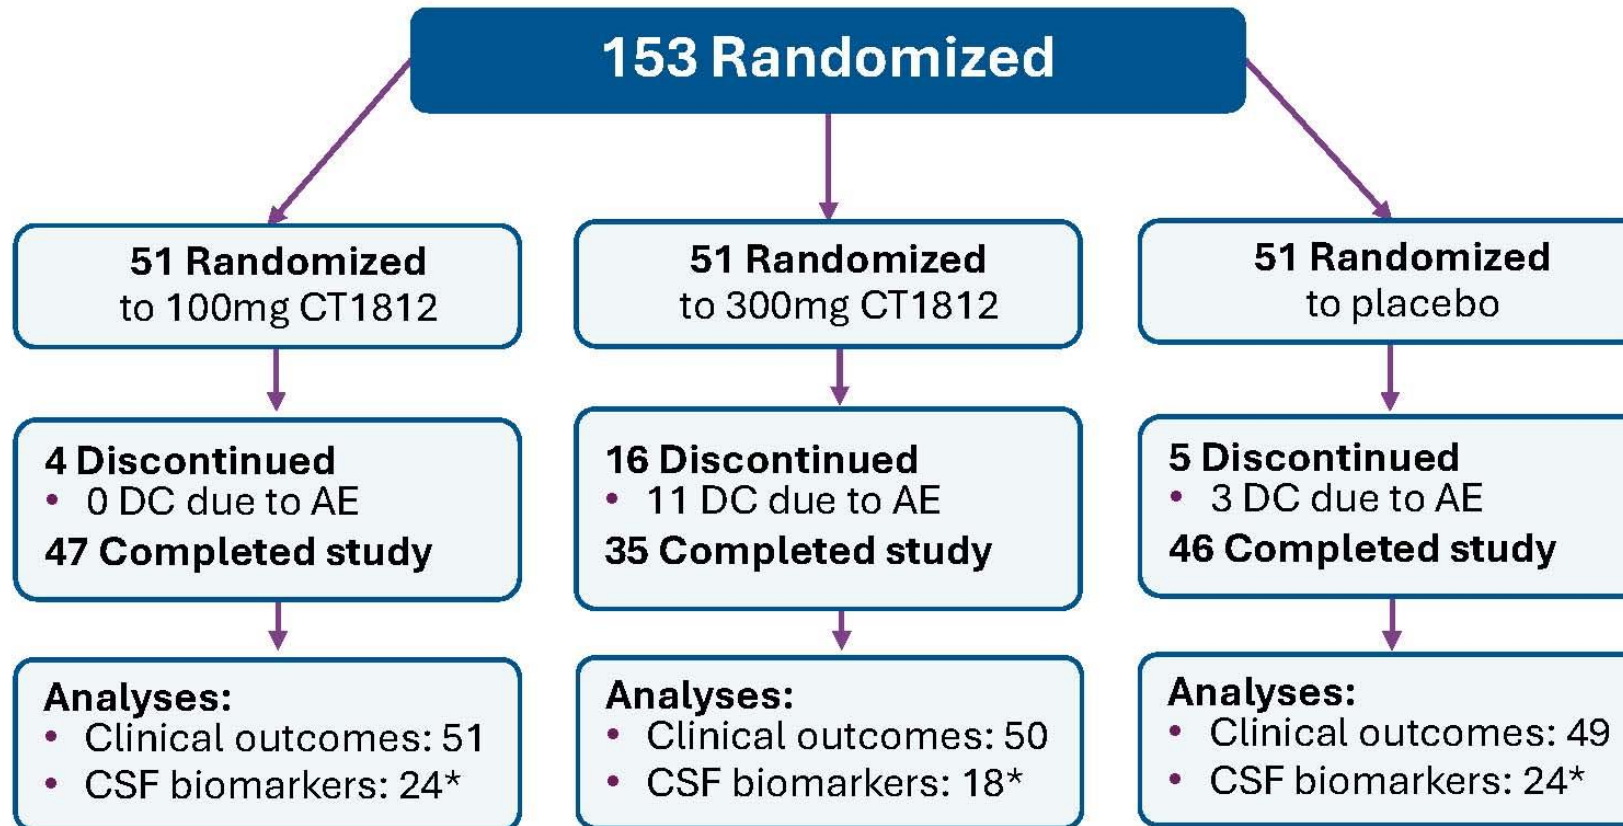 153 Randomized
51 Randomized
to 100mg CT1812
4 Discontinued
• 0 DC due to AE
47 Completed study
Analyses:
• Clinical outcomes: 51
• CSF biomarkers: 24*
51 Randomized
to 300mg CT1812
16 Discontinued
• 11 DC due to AE
35 Completed study
Analyses:
• Clinical outcomes: 50
• CSF biomarkers: 18*
51 Randomized
to placebo
5 Discontinued
• 3 DC due to AE
46 Completed study
Analyses:
• Clinical outcomes: 49
• CSF biomarkers: 24*